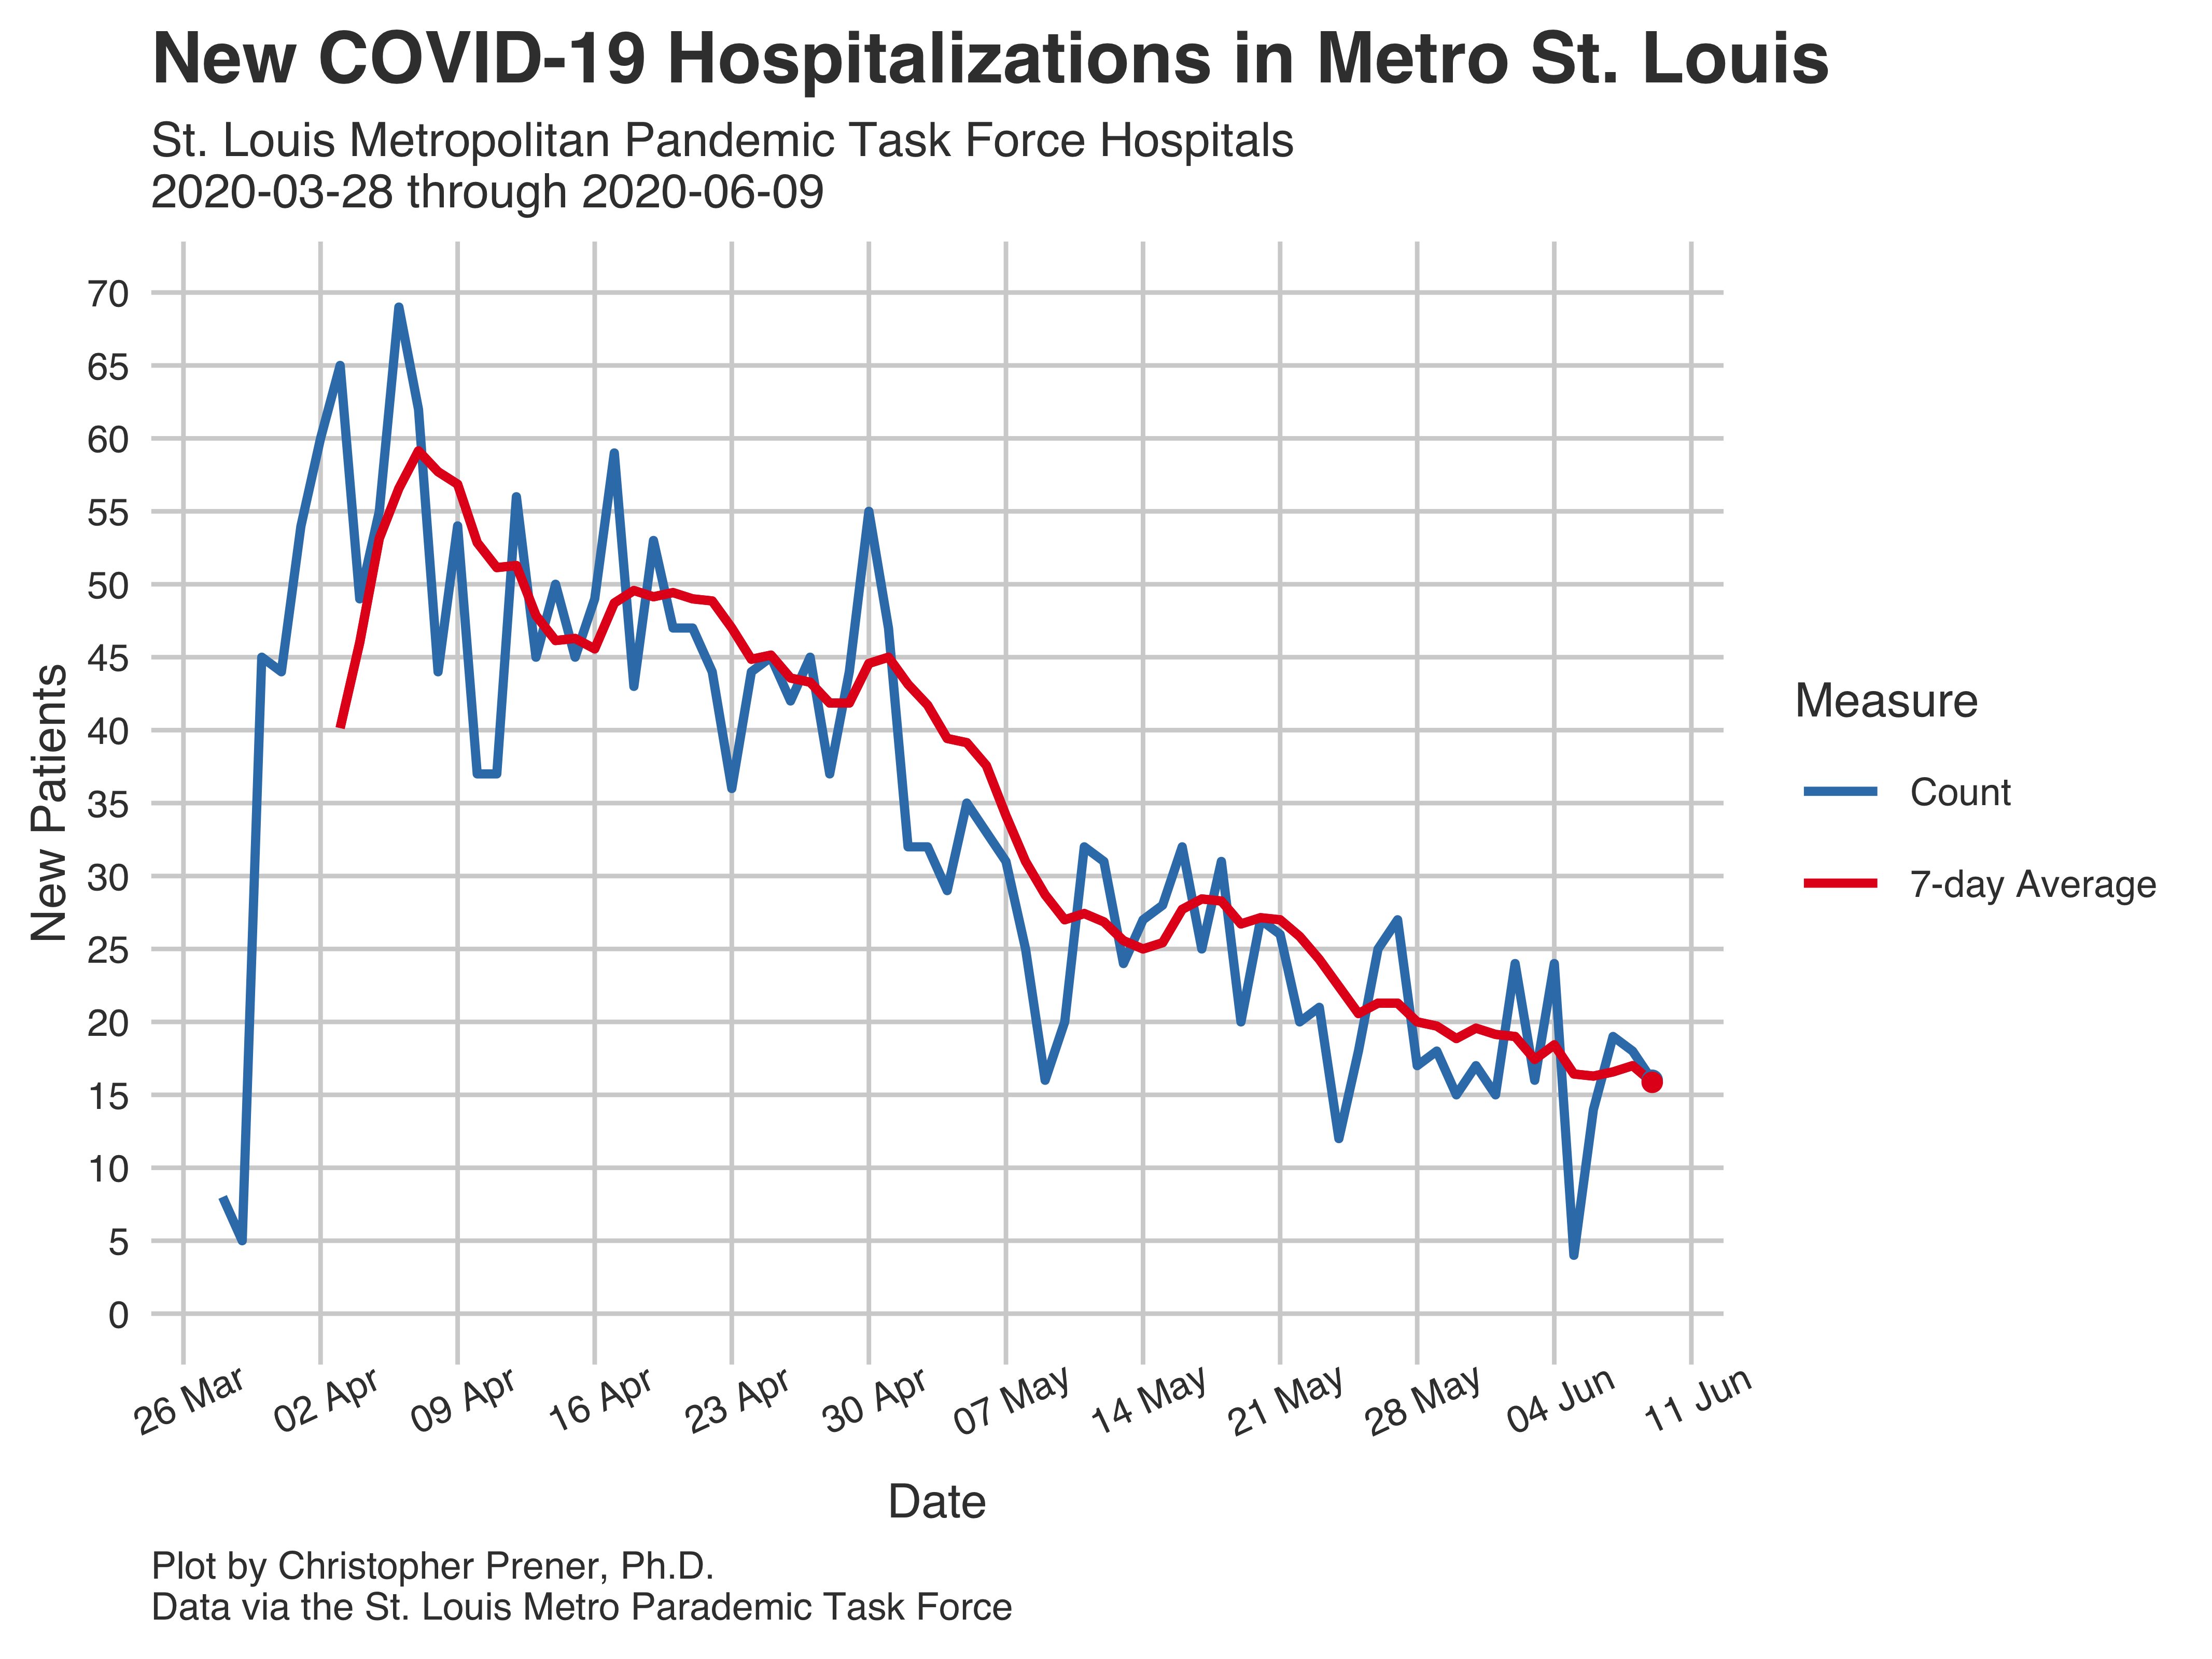 New COVID-19 Hospitalizations in Metro St. Louis
St. Louis Metropolitan Pandemic Task Force Hospitals
2020-03-28 through 2020-06-09
70
65
60
55
50
45
40
35
30
25
20
15
10
5
0
New Patients
26 Mar
02 Apr
09 Apr
16 Apr
23 Apr
30 Apr
07 May
14 May
21 May
28 May
04 Jun
11 Jun
Date
Measure
Count
7-day Average
Plot by Christopher Prener, Ph.D.
Data via the St. Louis Metro Parademic Task Force